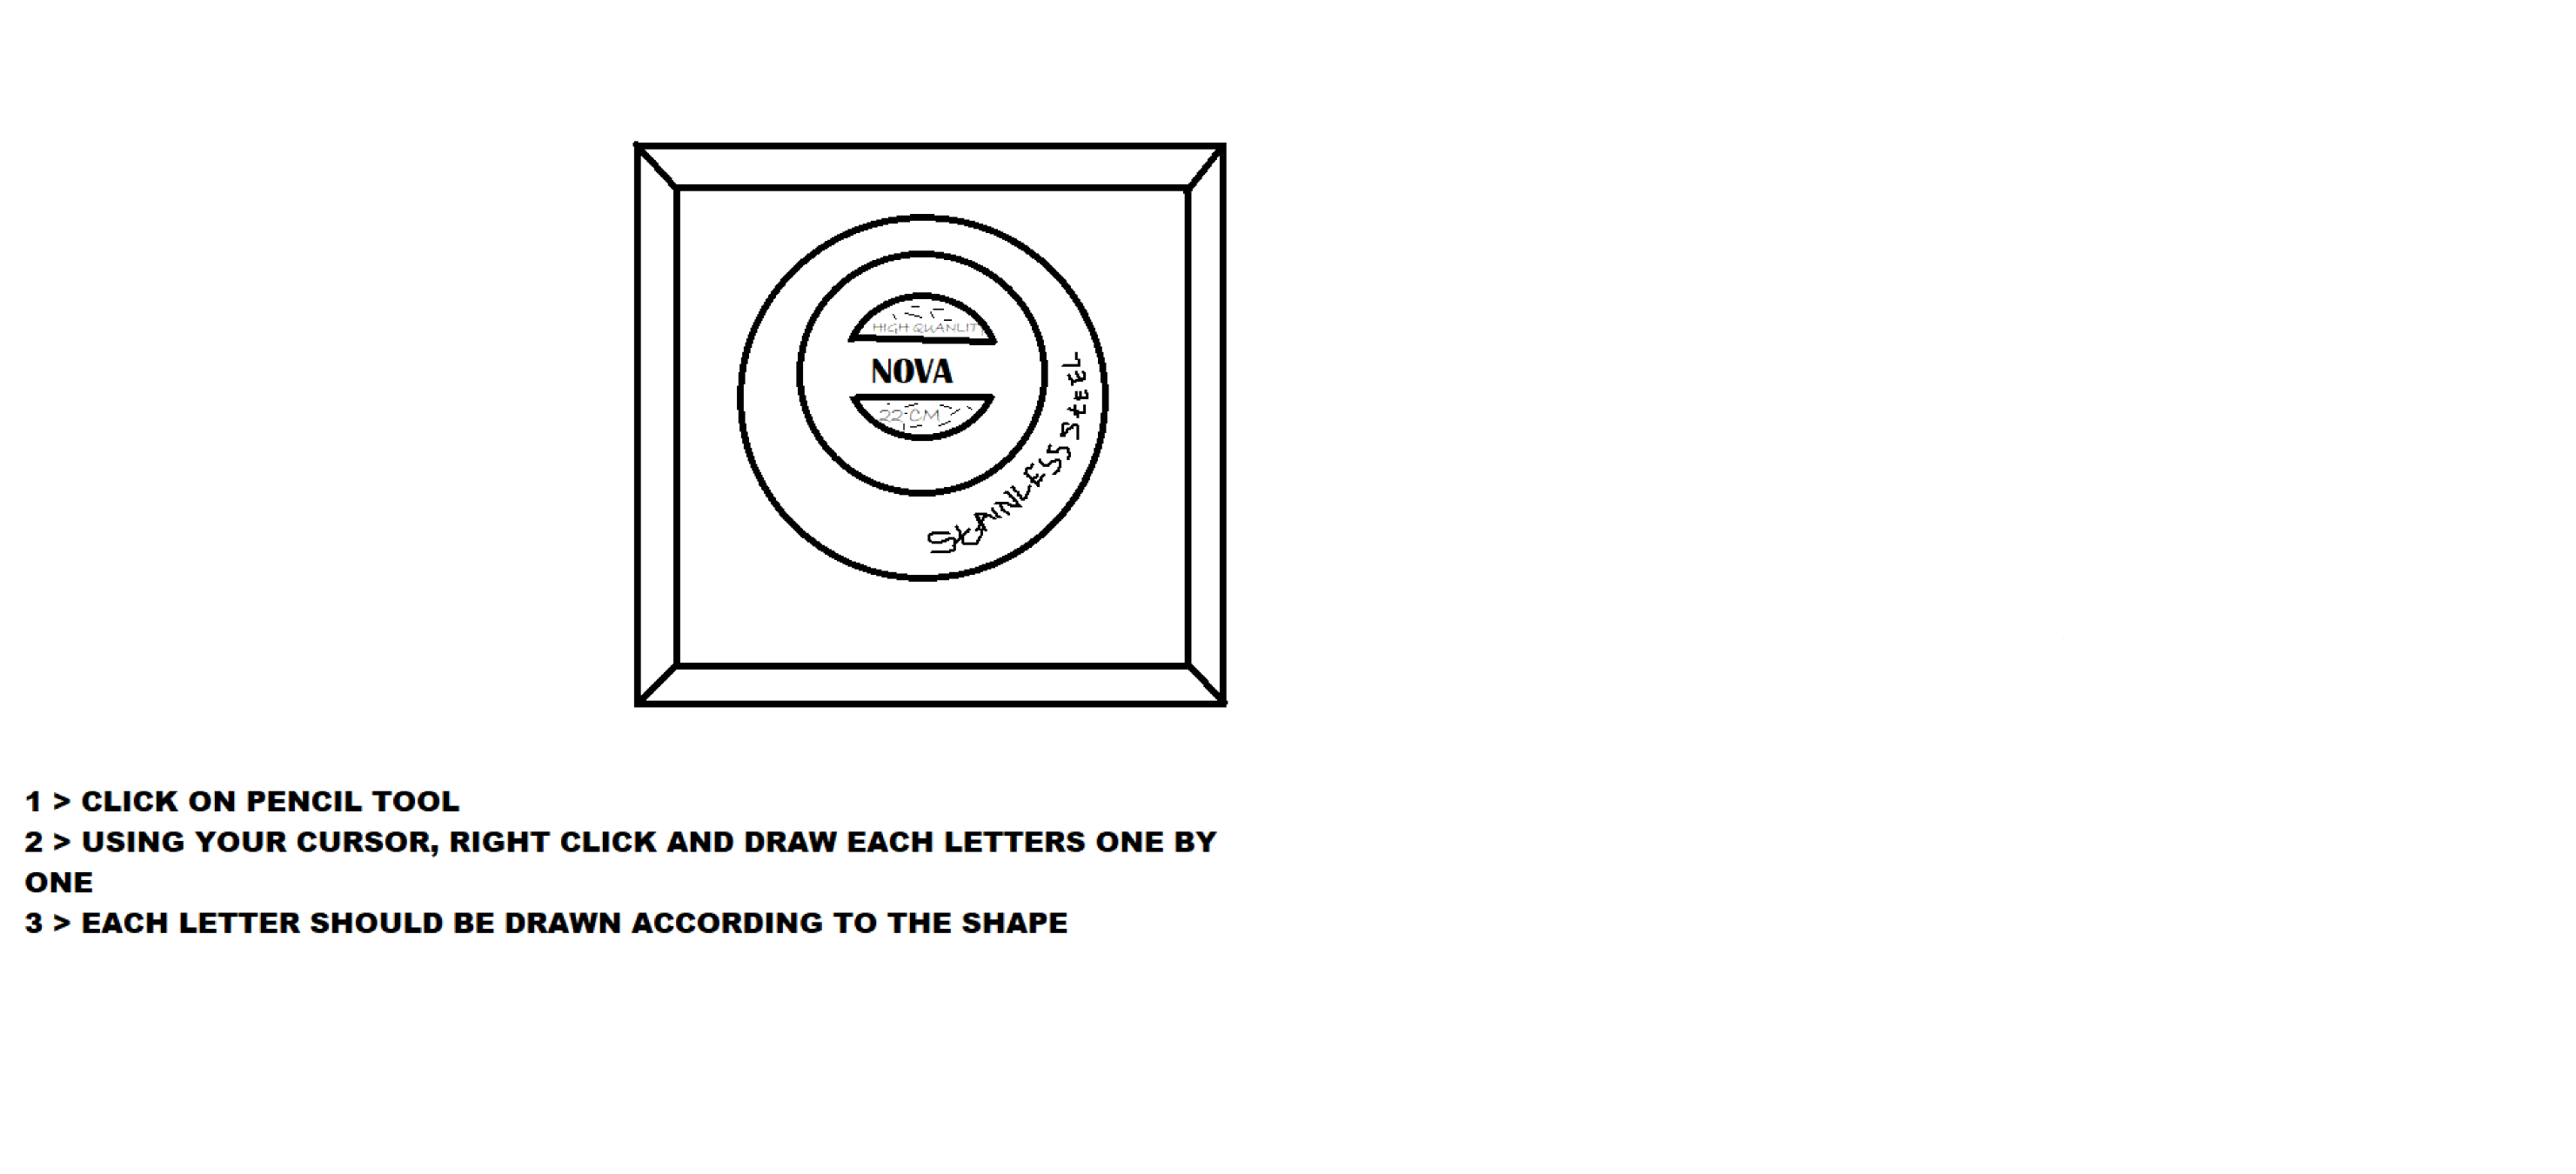 HIGH QUANLIT
NOVA
22 CM
STAINLESS STEEL
1 > CLICK ON PENCIL TOOL
2 > USING YOUR CURSOR, RIGHT CLICK AND DRAW EACH LETTERS ONE BY
ONE
3 > EACH LETTER SHOULD BE DRAWN ACCORDING TO THE SHAPE